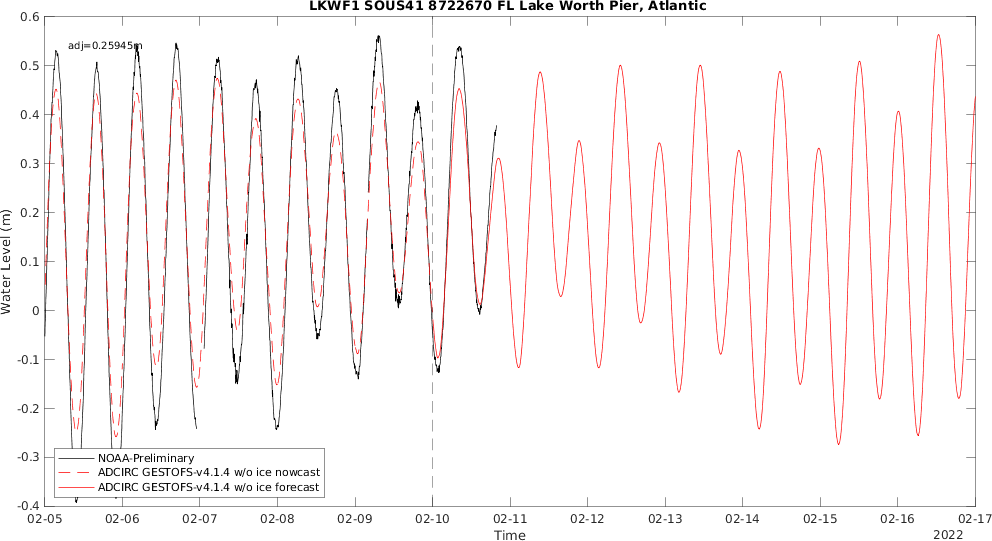 LKWF1 SOUS41 8722670 FL Lake Worth Pier, Atlantic
adj=0.25945m
Water Level (m)
0.6
0.5
0.4
0.3
0.2
0.1
0
-0.1
-0.2
-0.3
-0.4
NOAA-Preliminary
ADCIRC GESTOFS-v4.1.4 w/o ice nowcast
ADCIRC GESTOFS-v4.1.4 w/o ice forecast
02-05 02-06 02-07 02-08 02-09 02-10 02-11 02-12 02-13 02-14 02-15 02-16 02-17
Time
2022